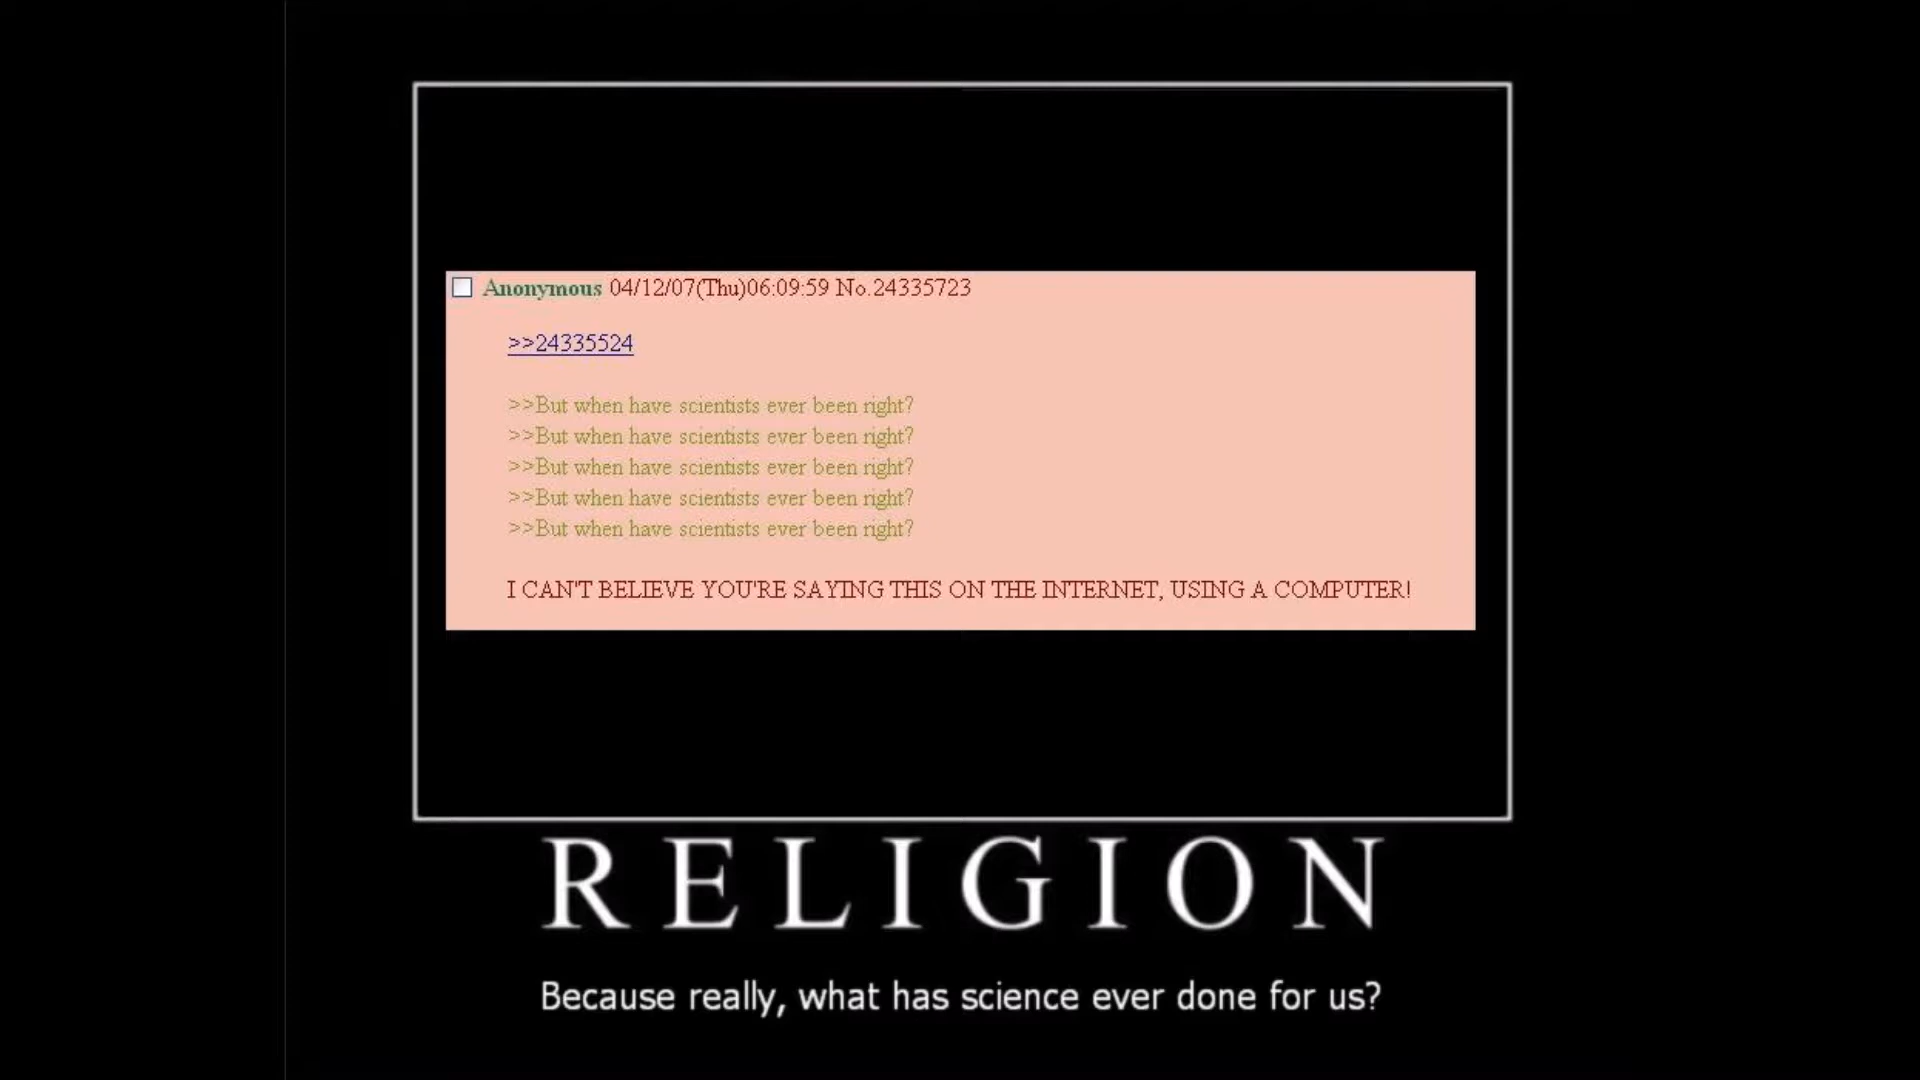 Anonymous 04/12/07(Thu)06:09:59 No.24335723
>>24335524
>>But when have scientists ever been right?
>>But when have scientists ever been right?
>>But when have scientists ever been right?
>>But when have scientists ever been right?
>>But when have scientists ever been right?
I CAN'T BELIEVE YOU'RE SAYING THIS ON THE INTERNET, USING A COMPUTER!
RELIGION
Because really, what has science ever done for us?